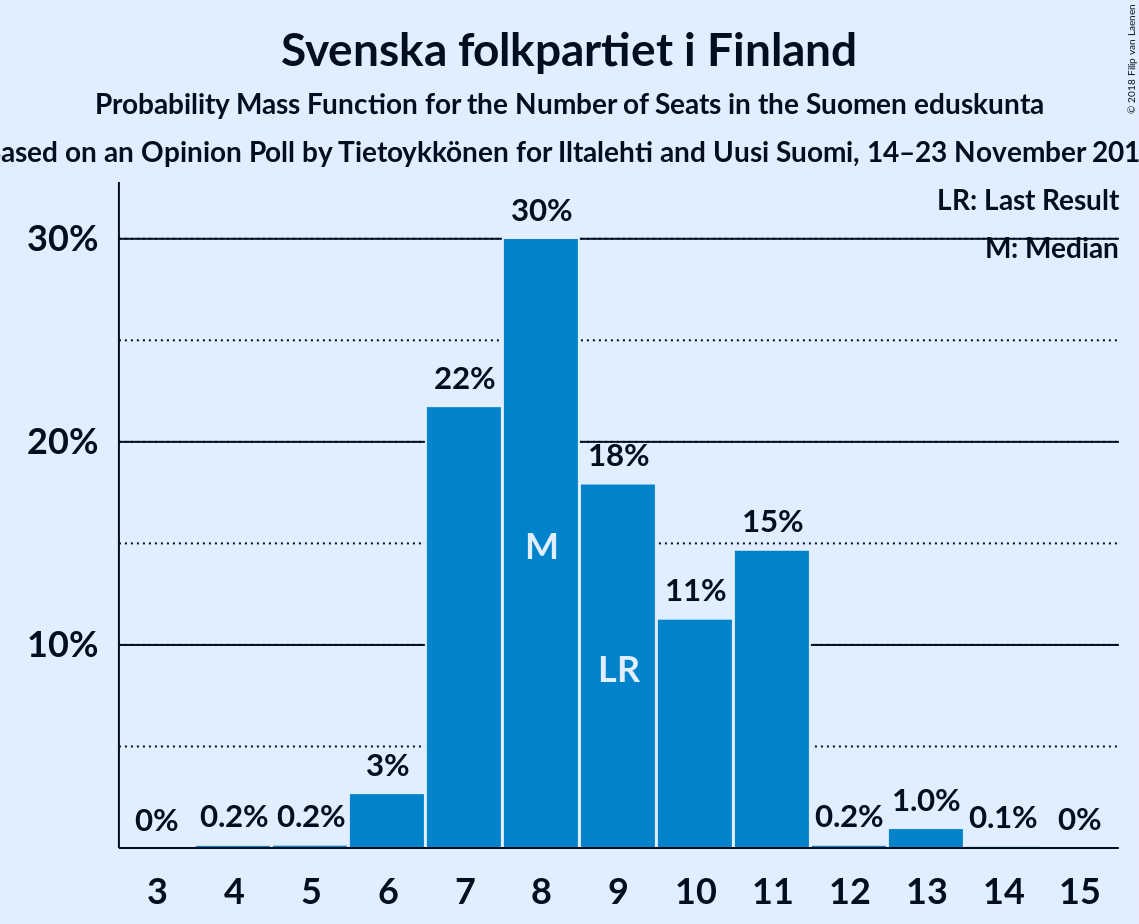 © 2018 Filip van Laenen
Svenska folkpartiet i Finland
Probability Mass Function for the Number of Seats in the Suomen eduskunta
ased on an Opinion Poll by Tietoykkönen for Iltalehti and Uusi Suomi, 14–23 November 201
LR: Last Result
M: Median
30%
20%
10%
0%
0.2%
0.2%
3%
22%
30%
18%
11%
15%
0.2%
1.0%
0.1%
0%
M
LR
3 4 5 6 7 8 9 10 11 12 13 14 15